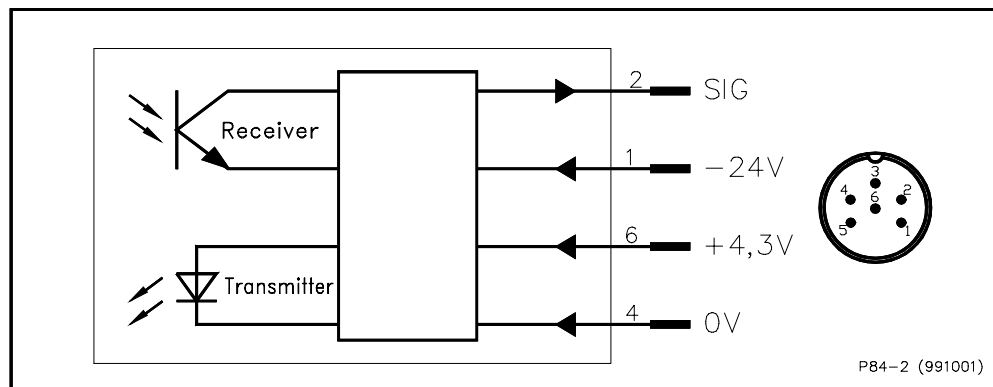 2 SIG
Receiver
1 -24V
6 +4,3V
Transmitter
4 0V
3
4 6 2
5 1
P84-2 (991001)